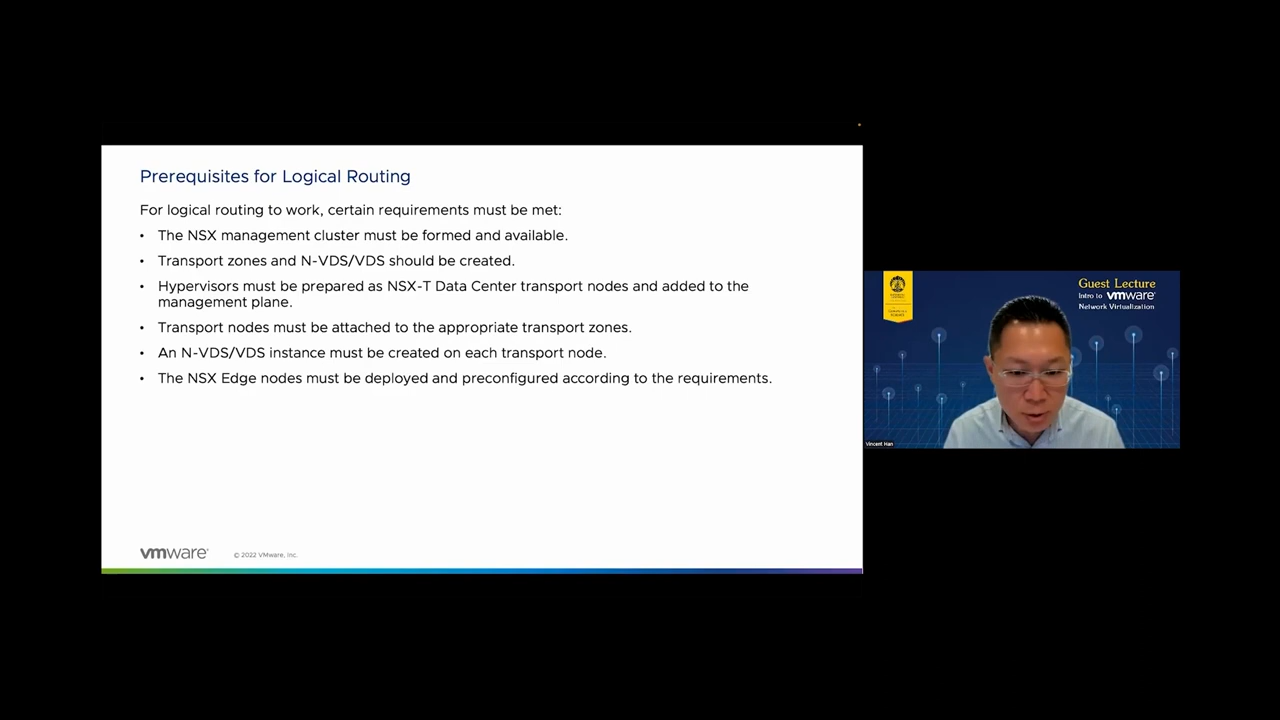 Prerequisites for Logical Routing
For logical routing to work, certain requirements must be met:
• The NSX management cluster must be formed and available.
• Transport zones and N-VDS/VDS should be created.
• Hypervisors must be prepared as NSX-T Data Center transport nodes and added to the
management plane.
• Transport nodes must be attached to the appropriate transport zones.
• An N-VDS/VDS instance must be created on each transport node.
• The NSX Edge nodes must be deployed and preconfigured according to the requirements.
vmware®
© 2022 VMware, Inc.
Guest Lecture
Intro to vmware®
Network Virtualization
Vincent Han